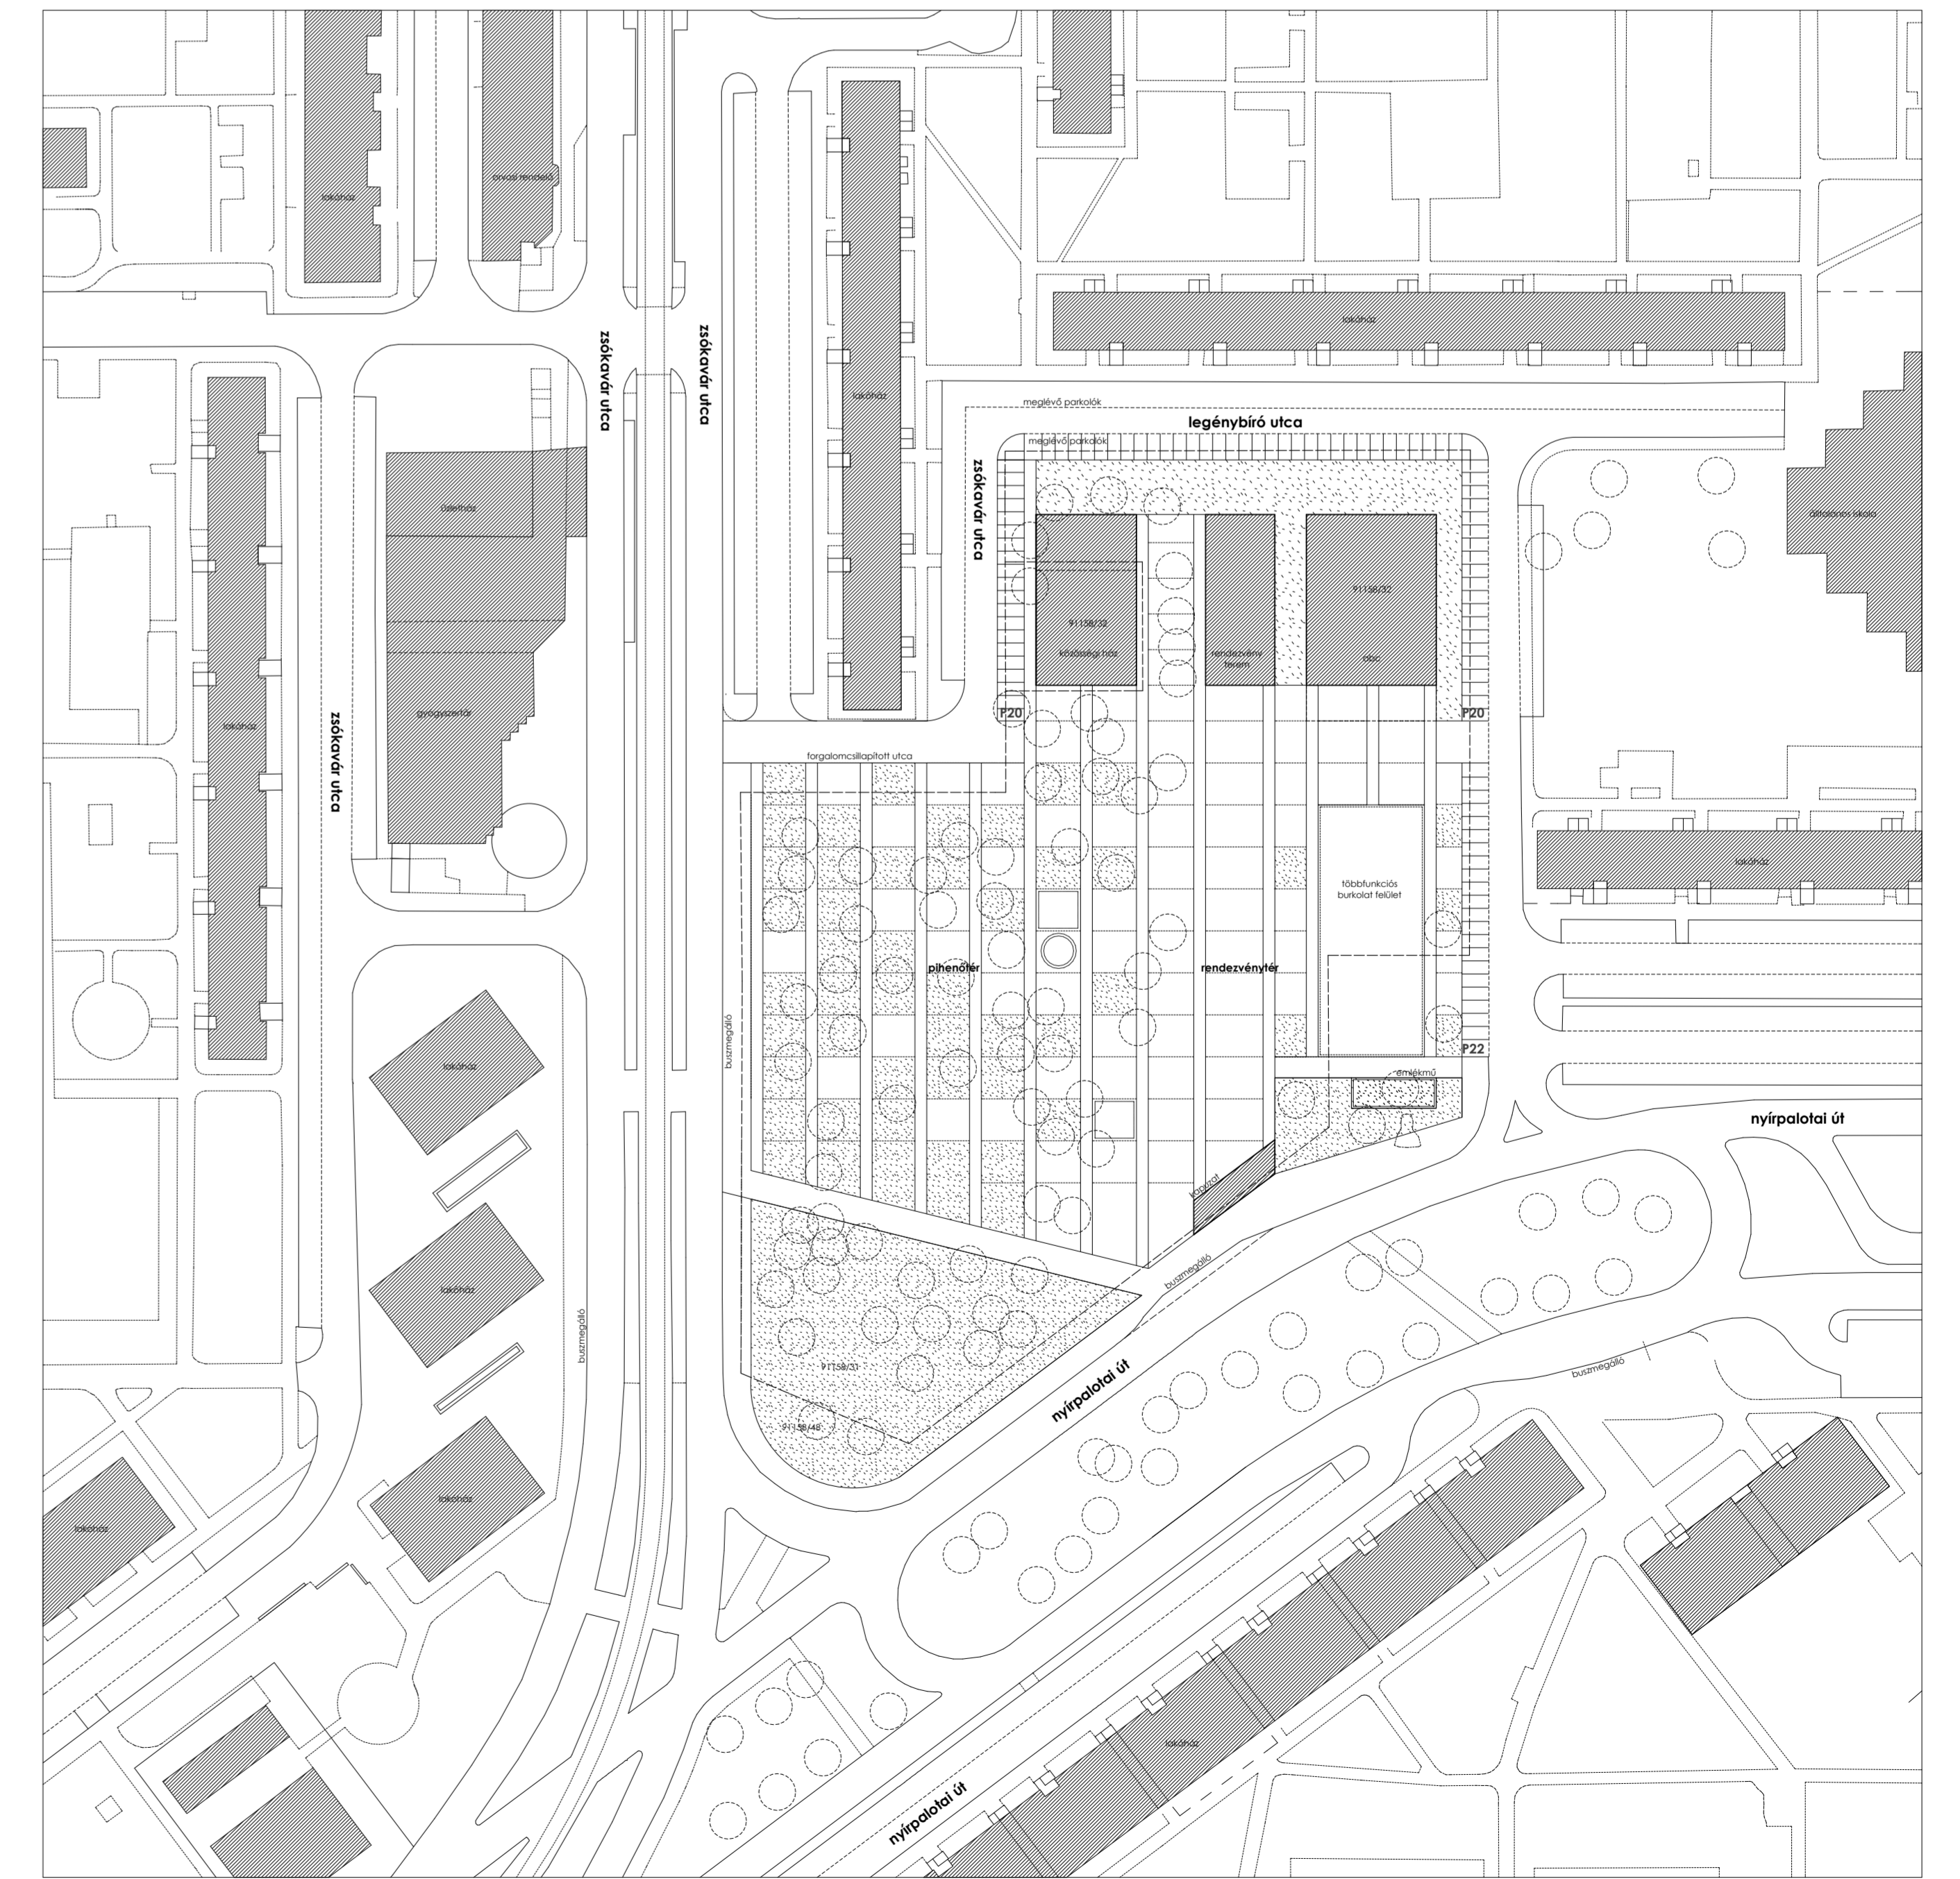 orvosi rendelő
lakóház
zsókavár utca
zsókavár utca
lakóház
lakóház
meglévő parkolók
legénybíró utca
meglévő parkolók
zsókavár utca
üzletház
álltalános iskola
91158/32
91158/32
közösségi ház
rendezvény
terem
abc
gyógyszertár
lakóház
zsókavár utca
P20
P20
forgalomcsillapított utca
lakóház
többfunkciós
burkolat felület
pihenőtér
rendezvénytér
buszmegálló
P22
lakóház
emlékmű
nyírpalotai út
kapuzat
buszmegálló
lakóház
buszmegálló
91158/31
nyírpalotai út
buszmegálló
91158/48
lakóház
lakóház
lakóház
nyírpalotai út